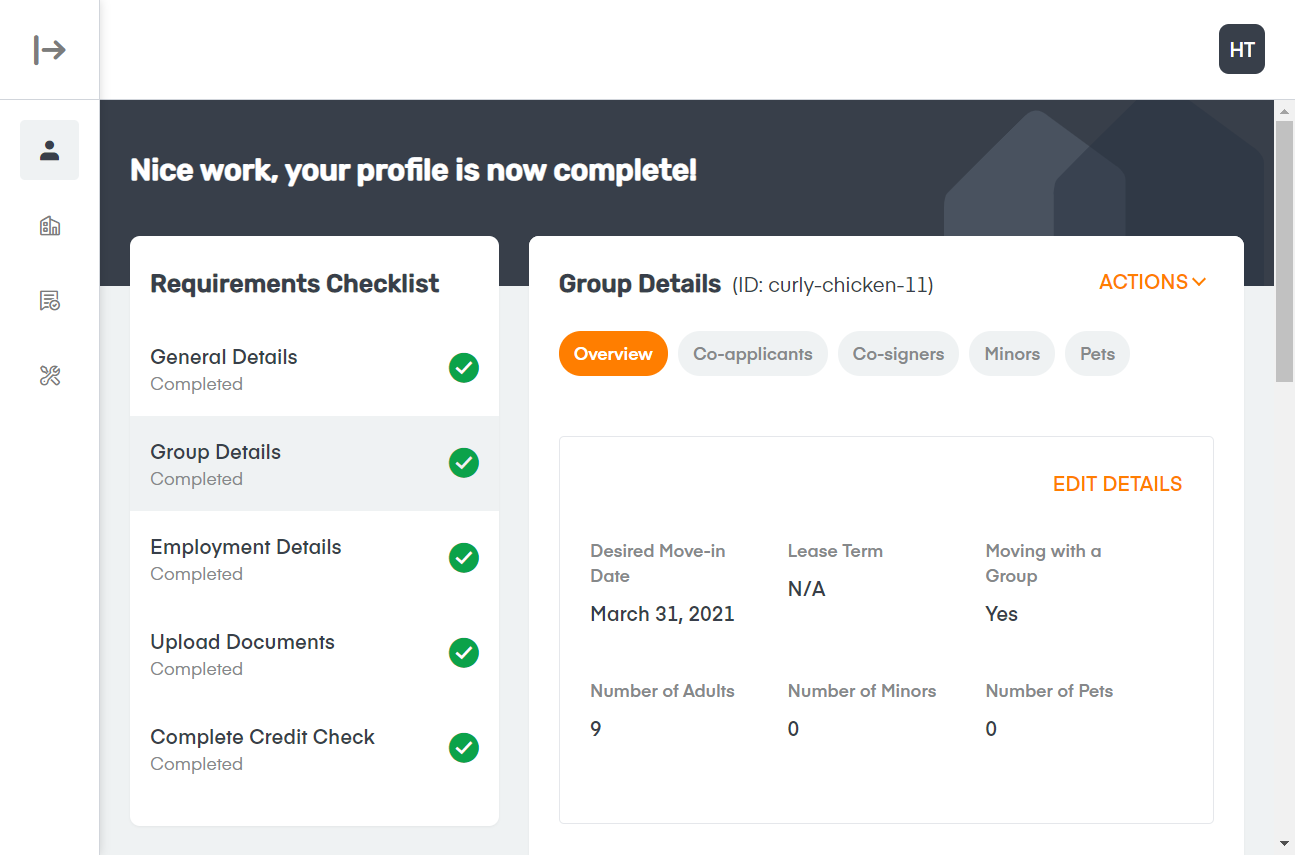 HT
Nice work, your profile is now complete!
Requirements Checklist
General Details
Completed
Group Details
Completed
Employment Details
Completed
Upload Documents
Completed
Complete Credit Check
Completed
Group Details (ID: curly-chicken-11)
ACTIONS
Overview
Co-applicants
Co-signers
Minors
Pets
EDIT DETAILS
Desired Move-in
Date
March 31, 2021
Lease Term
N/A
Moving with a
Group
Yes
Number of Adults
9
Number of Minors
0
Number of Pets
0